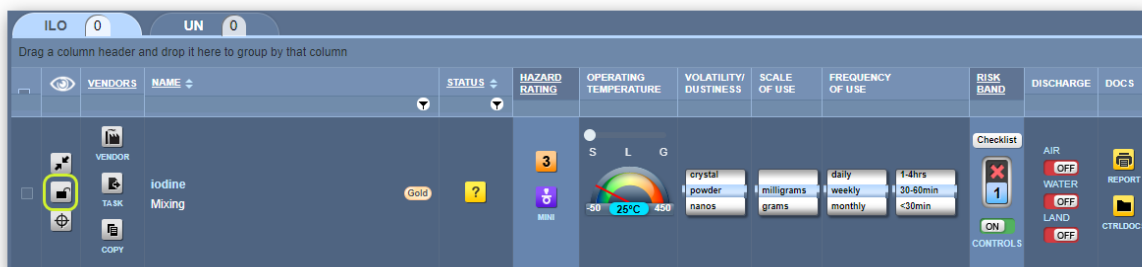 ILO 0 UN 0
Drag a column header and drop it here to group by that column
VENDORS NAME STATUS HAZARD RATING OPERATING TEMPERATURE VOLATILITY/ DUSTINESS SCALE OF USE FREQUENCY OF USE RISK BAND DISCHARGE DOCS
VENDOR
TASK
COPY
iodine
Mixing
Gold
?
3
MINI
S L G
-50 25°C 450
crystal
powder
nanos
milligrams
grams
daily
weekly
monthly
1-4hrs
30-60min
<30min
Checklist
1
ON
CONTROLS
AIR
OFF
WATER
OFF
LAND
OFF
REPORT
CTRLDOC